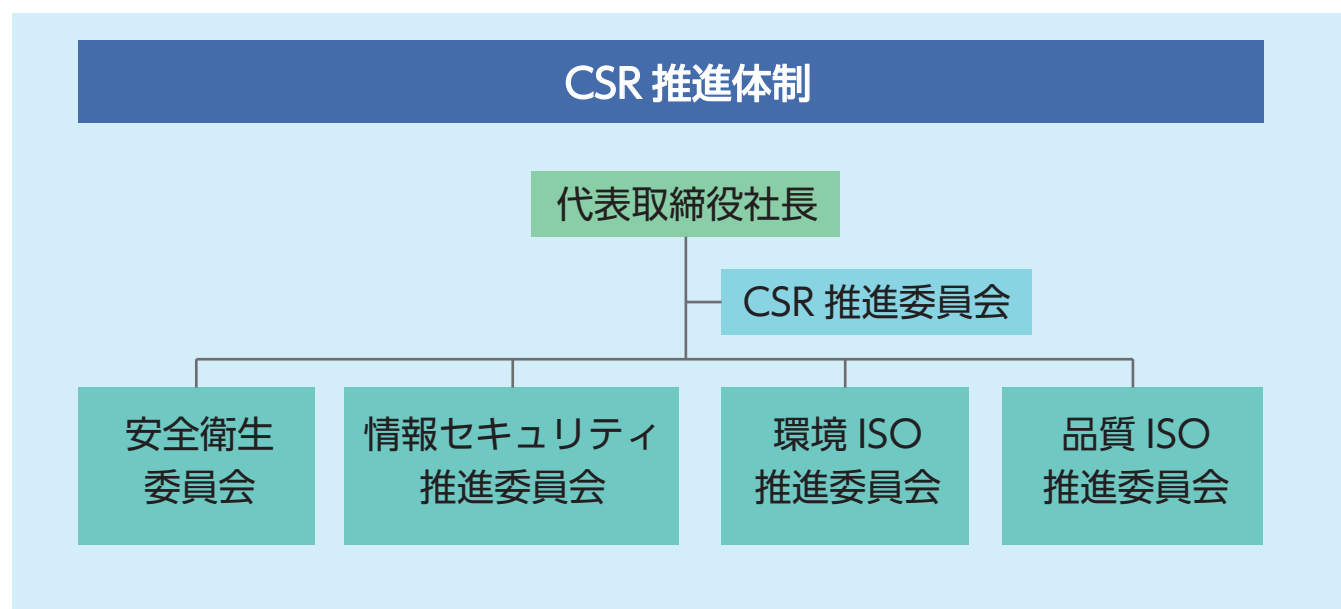 CSR 推進体制
代表取締役社長
CSR 推進委員会
安全衛生
委員会
情報セキュリティ
推進委員会
環境 ISO
推進委員会
品質 ISO
推進委員会